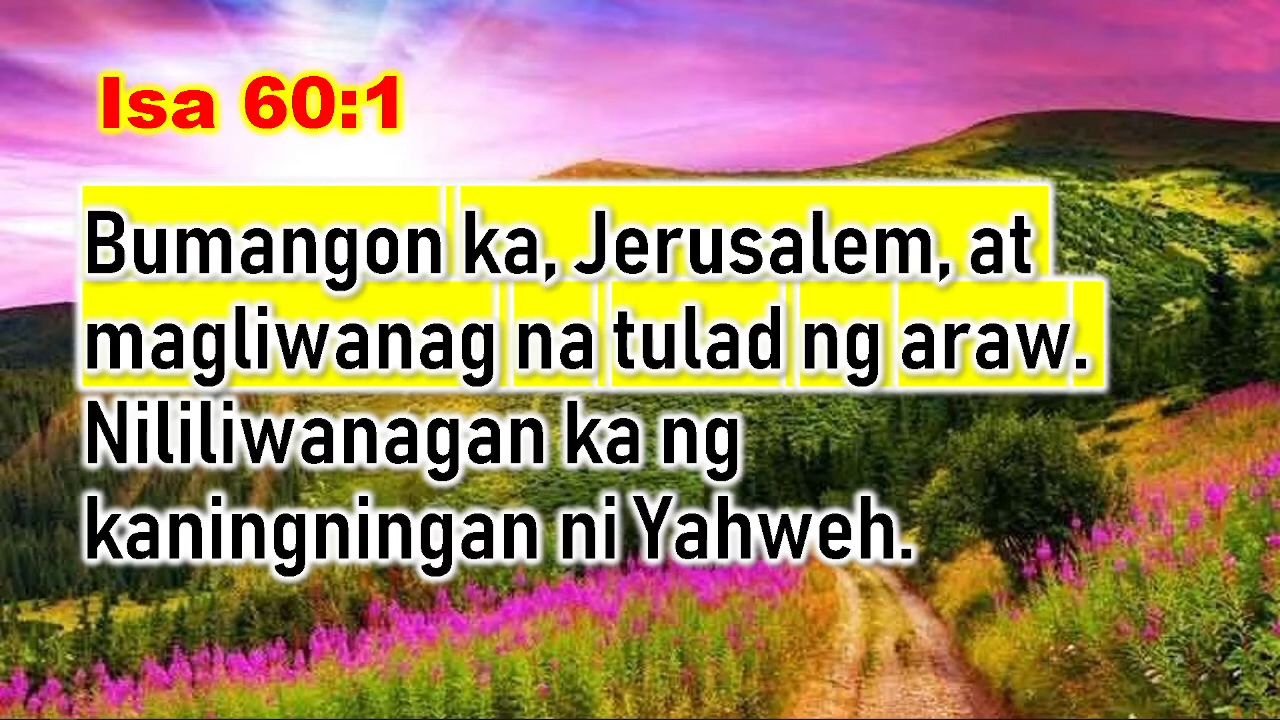 Isa 60:1
Bumangon ka, Jerusalem, at
magliwanag na tulad ng araw.
Nililiwanagan ka ng
kaningningan ni Yahweh.